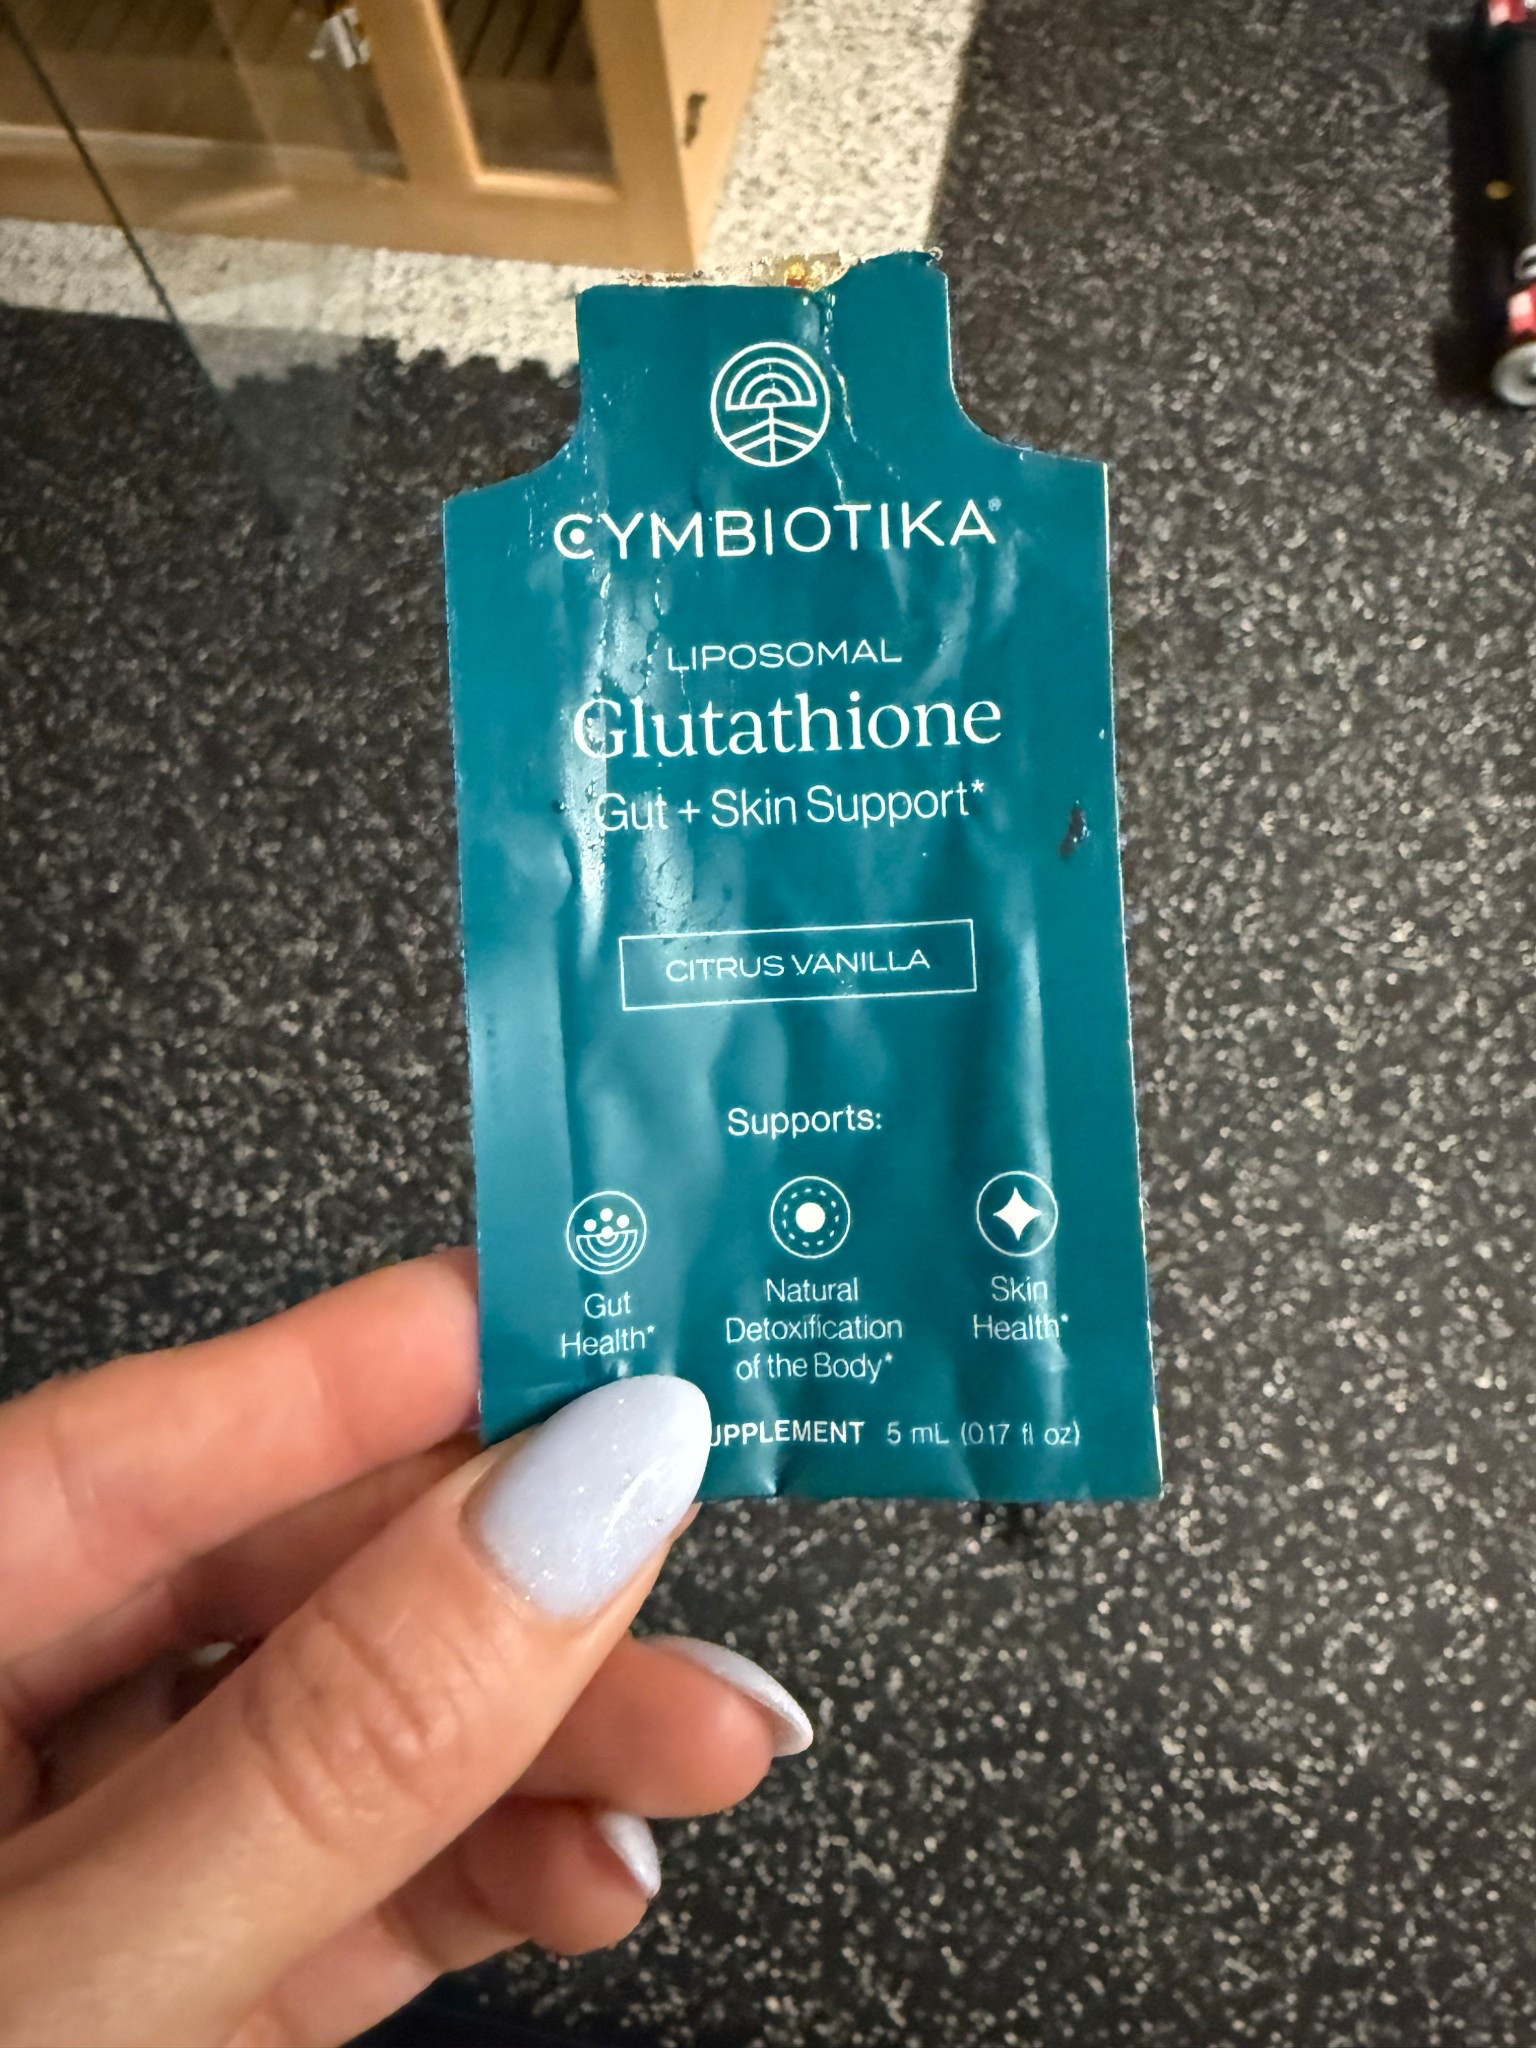 CYMBIOTIKA®
LIPOSOMAL
Glutathione
Gut + Skin Support*
CITRUS VANILLA
Supports:
Gut
Health*
Natural
Detoxification
of the Body*
Skin
Health*
UPPLEMENT 5 mL (0.17 fl oz)